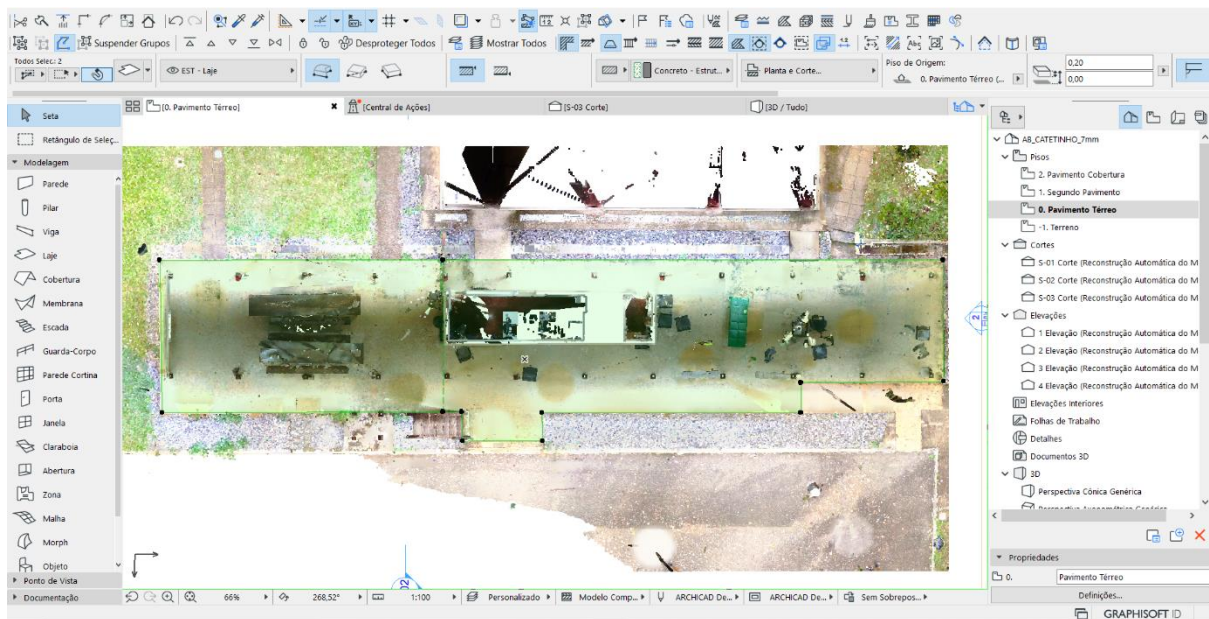 Suspender Grupos
Desproteger Todos
Mostrar Todos
Todos Selec.: 2
EST - Laje
Concreto - Estrut...
Planta e Corte...
Piso de Origem:
0. Pavimento Térreo (...
0,20
0,00
[0. Pavimento Térreo]
[Central de Ações]
[S-03 Corte]
[3D / Tudo]
Seta
Retângulo de Seleç...
Modelagem
Parede
Pilar
Viga
Laje
Cobertura
Membrana
Escada
Guarda-Corpo
Parede Cortina
Porta
Janela
Claraboia
Abertura
Zona
Malha
Morph
Objeto
Ponto de Vista
Documentação
AB_CATETINHO_7mm
Pisos
2. Pavimento Cobertura
1. Segundo Pavimento
0. Pavimento Térreo
-1. Terreno
Cortes
S-01 Corte (Reconstrução Automática do M
S-02 Corte (Reconstrução Automática do M
S-03 Corte (Reconstrução Automática do M
Elevações
1 Elevação (Reconstrução Automática do M
2 Elevação (Reconstrução Automática do M
3 Elevação (Reconstrução Automática do M
4 Elevação (Reconstrução Automática do M
Elevações Interiores
Folhas de Trabalho
Detalhes
Documentos 3D
3D
Perspectiva Cónica Genérica
Propriedades
0.
Pavimento Térreo
Definições...
66%
268,52°
1:100
Personalizado
Modelo Comp...
ARCHICAD De...
ARCHICAD De...
Sem Sobrepos...
GRAPHISOFT ID